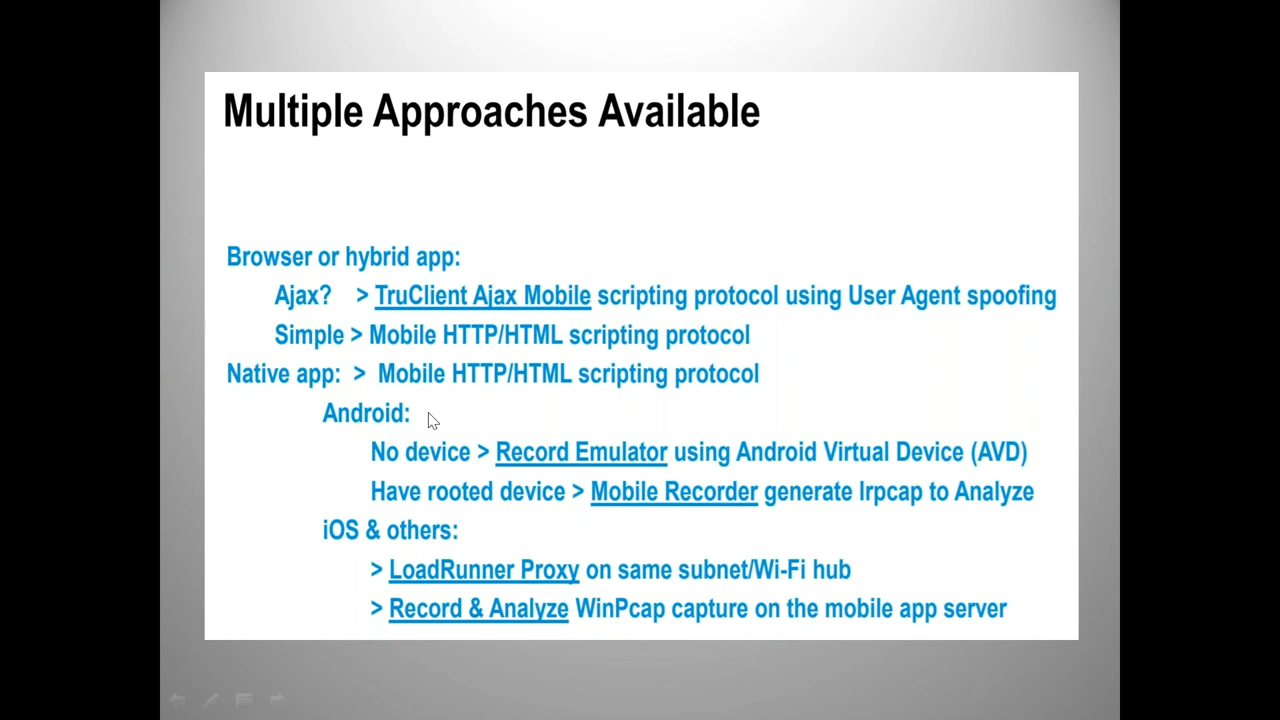 Multiple Approaches Available
Browser or hybrid app:
Ajax? > TruClient Ajax Mobile scripting protocol using User Agent spoofing
Simple > Mobile HTTP/HTML scripting protocol
Native app: > Mobile HTTP/HTML scripting protocol
Android:
No device > Record Emulator using Android Virtual Device (AVD)
Have rooted device > Mobile Recorder generate lrpcap to Analyze
iOS & others:
> LoadRunner Proxy on same subnet/Wi-Fi hub
> Record & Analyze WinPcap capture on the mobile app server